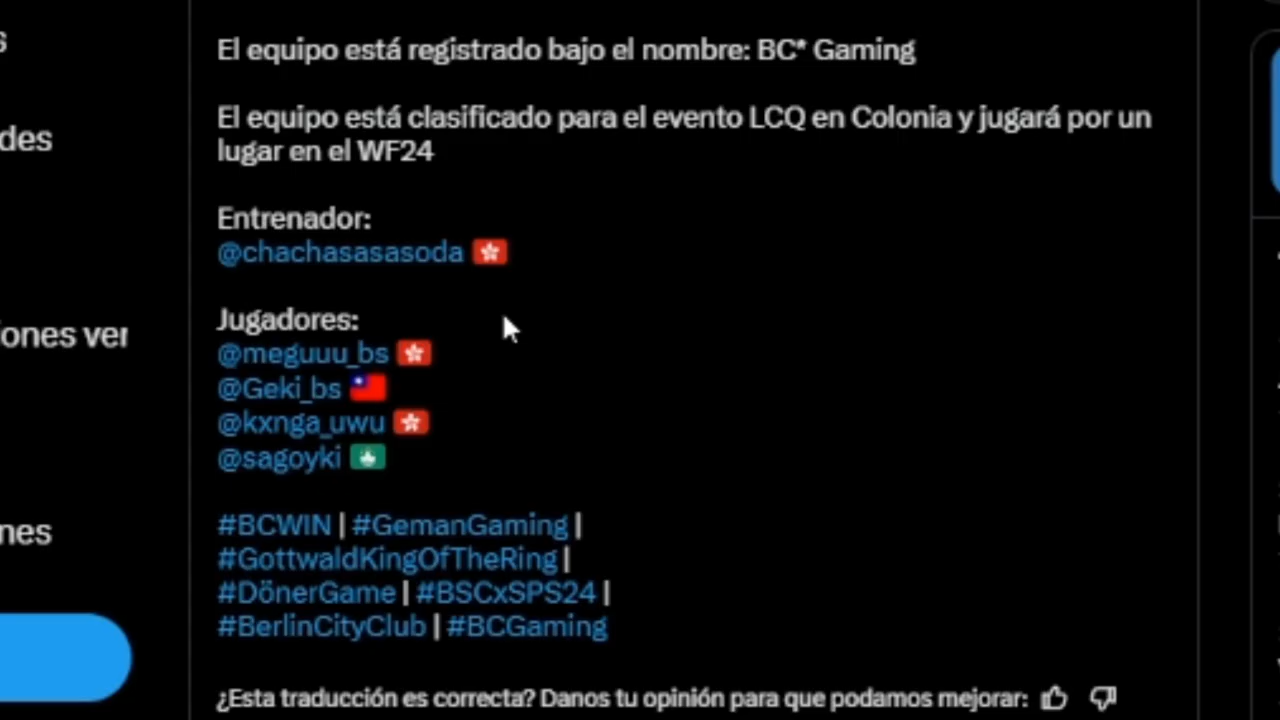 s
El equipo está registrado bajo el nombre: BC* Gaming
El equipo está clasificado para el evento LCQ en Colonia y jugará por un
des
lugar en el WF24
Entrenador:
@chachasasasoda
Jugadores:
iones ver
@meguuu_bs
@Geki_bs
@kxnga_uwu
@sagoyki
#BCWIN | #GemanGaming |
nes
#GottwaldKingOfTheRing |
#DönerGame | #BSCxSPS24 |
#BerlinCityClub | #BCGaming
¿Esta traducción es correcta? Danos tu opinión para que podamos mejorar: